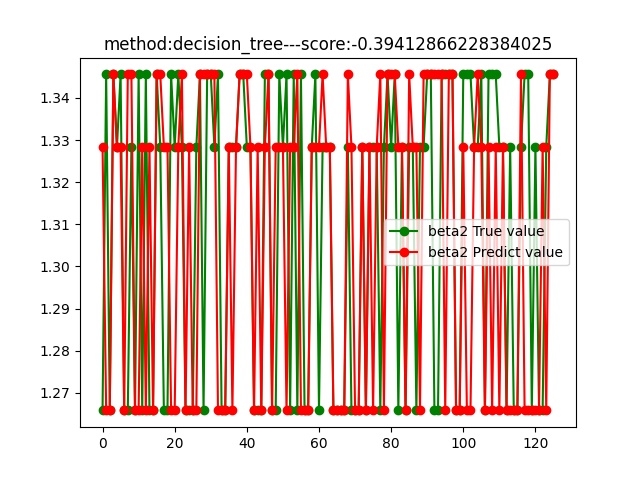 method:decision_tree---score:-0.39412866228384025
1.34
1.33
1.32
1.31
1.30
1.29
1.28
1.27
beta2 True value
beta2 Predict value
0 20 40 60 80 100 120